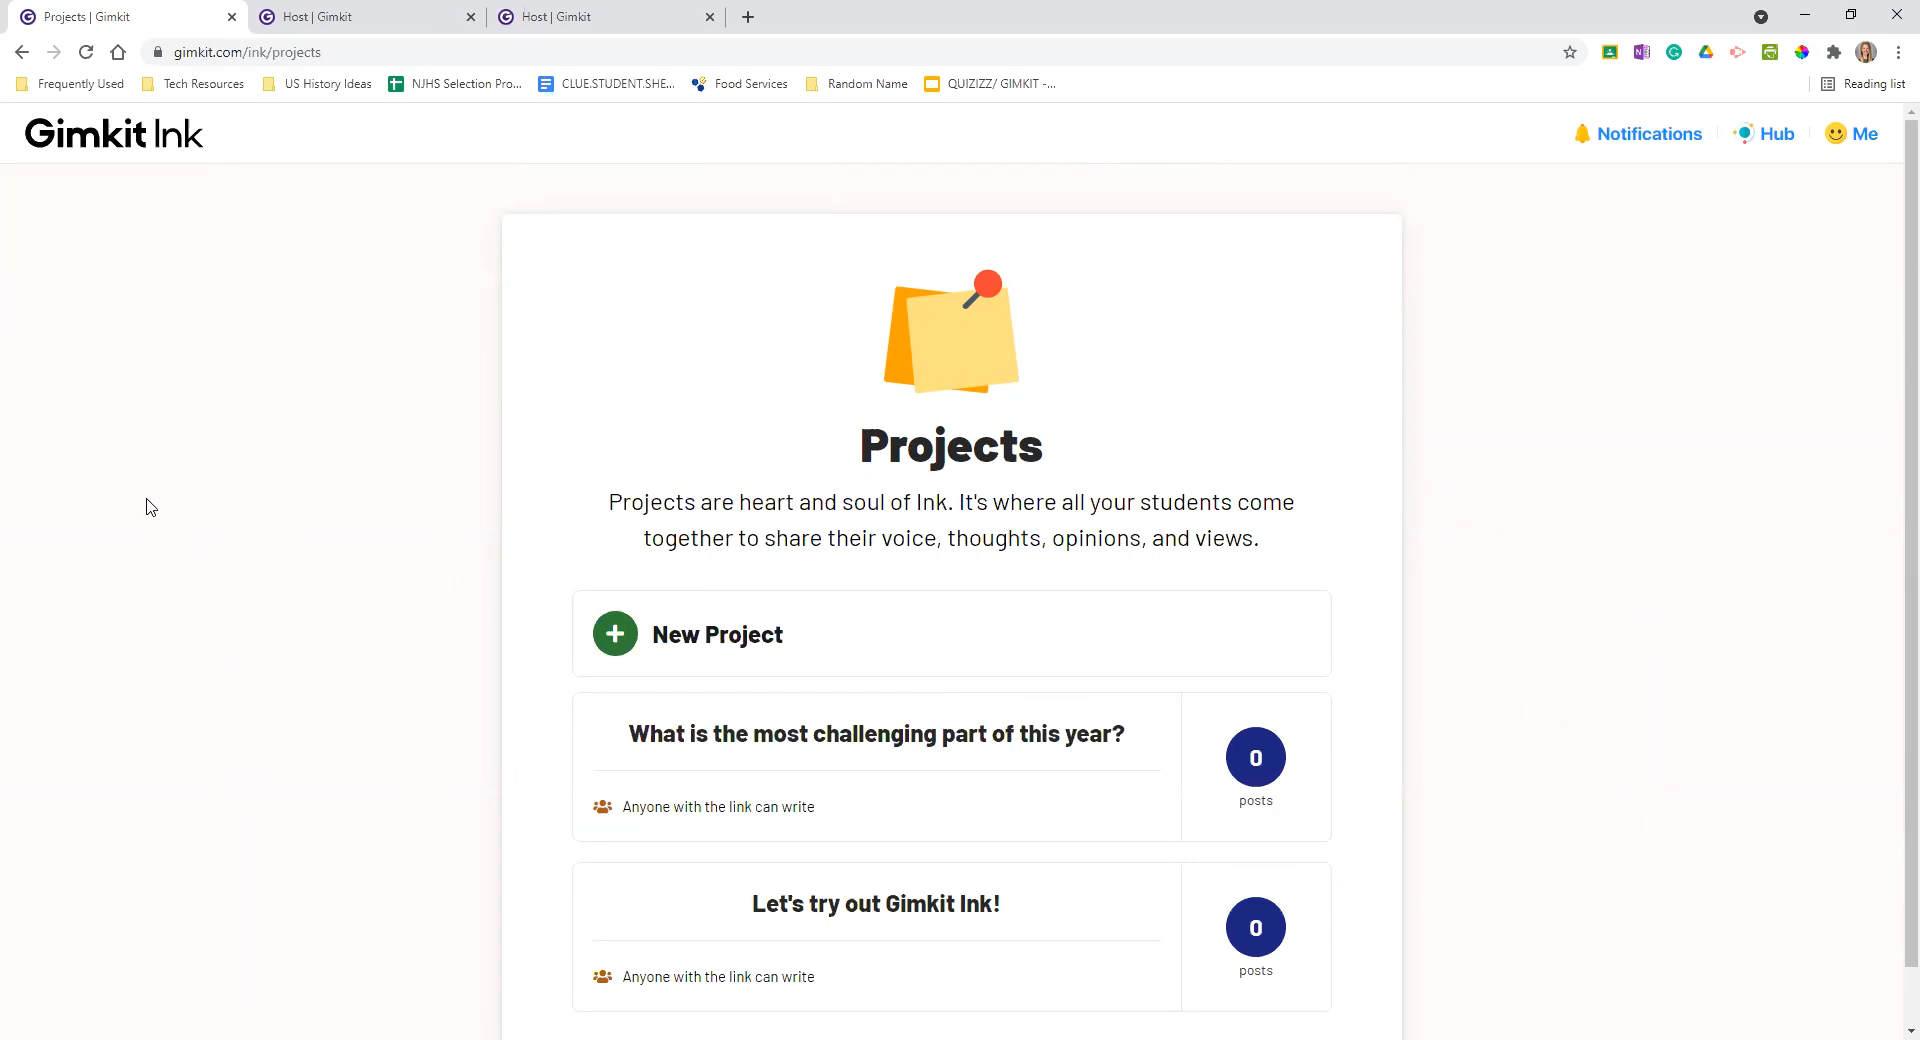 Projects | Gimkit
Host | Gimkit
Host | Gimkit
gimkit.com/ink/projects
Frequently Used
Tech Resources
US History Ideas
NJHS Selection Pro...
CLUE.STUDENT.SHE...
Food Services
Random Name
QUIZIZZ/ GIMKIT -...
Reading list
Gimkit Ink
Notifications
Hub
Me
Projects
Projects are heart and soul of Ink. It's where all your students come
together to share their voice, thoughts, opinions, and views.
New Project
What is the most challenging part of this year?
Anyone with the link can write
0
posts
Let's try out Gimkit Ink!
Anyone with the link can write
0
posts